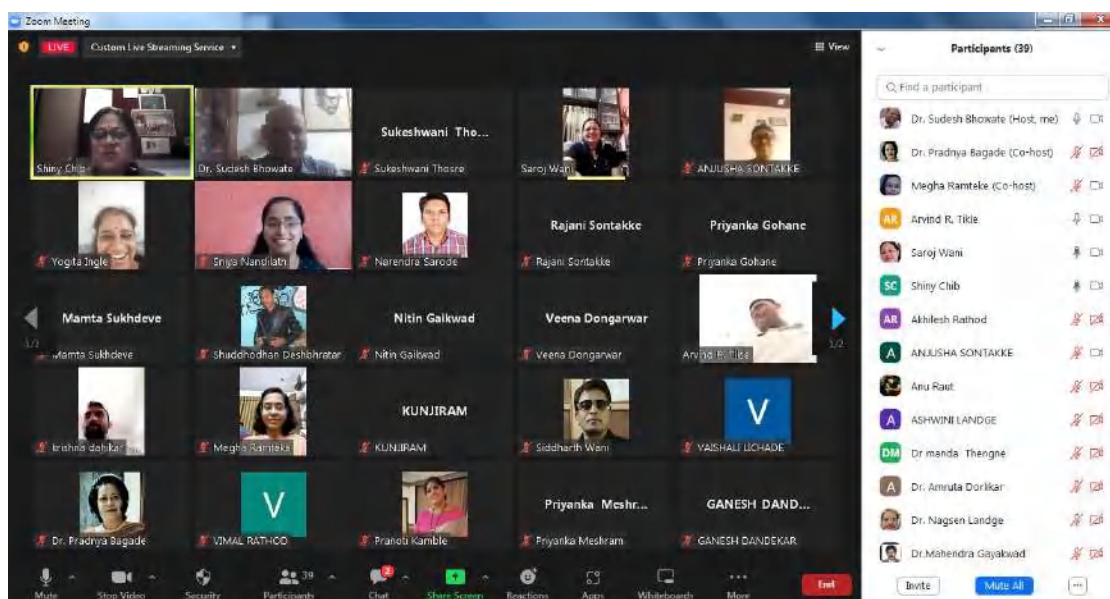 Zoom Meeting
LIVE Custom Live Streaming Service View
Shiny Chib
Dr. Sudesh Bhowate
Sukeshwani Tho...
Sukeshwani Thosre
Saroj Wani
ANJUSHA SONTAKKE
Yogita Ingle
Sniya Nandilath
Narendra Sarode
Rajani Sontakke
Rajani Sontakke
Priyanka Gohane
Priyanka Gohane
1/2
Mamta Sukhdeve
Mamta Sukhdeve
Shuddhodhan Deshbhratar
Nitin Gaikwad
Nitin Gaikwad
Veena Dongarwar
Veena Dongarwar
Arvind R. Tikle
1/2
krishna dahikar
Megha Ramteke
KUNJIRAM
KUNJIRAM
Siddharth Wani
V
VAISHALI LICHADE
Dr. Pradnya Bagade
V
VIMAL RATHOD
Pranoti Kamble
Priyanka Meshr...
Priyanka Meshram
GANESH DAND...
GANESH DANDEKAR
Mute
Stop Video
Security
39
Participants
2
Chat
Share Screen
Reactions
Apps
Whiteboards
More
End
Participants (39)
Find a participant
Dr. Sudesh Bhowate (Host, me)
Dr. Pradnya Bagade (Co-host)
Megha Ramteke (Co-host)
AR Arvind R. Tikle
Saroj Wani
SC Shiny Chib
AR Akhilesh Rathod
A ANJUSHA SONTAKKE
Anu Raut
A ASHWINI LANDGE
DM Dr manda Thengne
A Dr. Amruta Dorlikar
Dr. Nagsen Landge
Dr.Mahendra Gayakwad
Invite Mute All ...